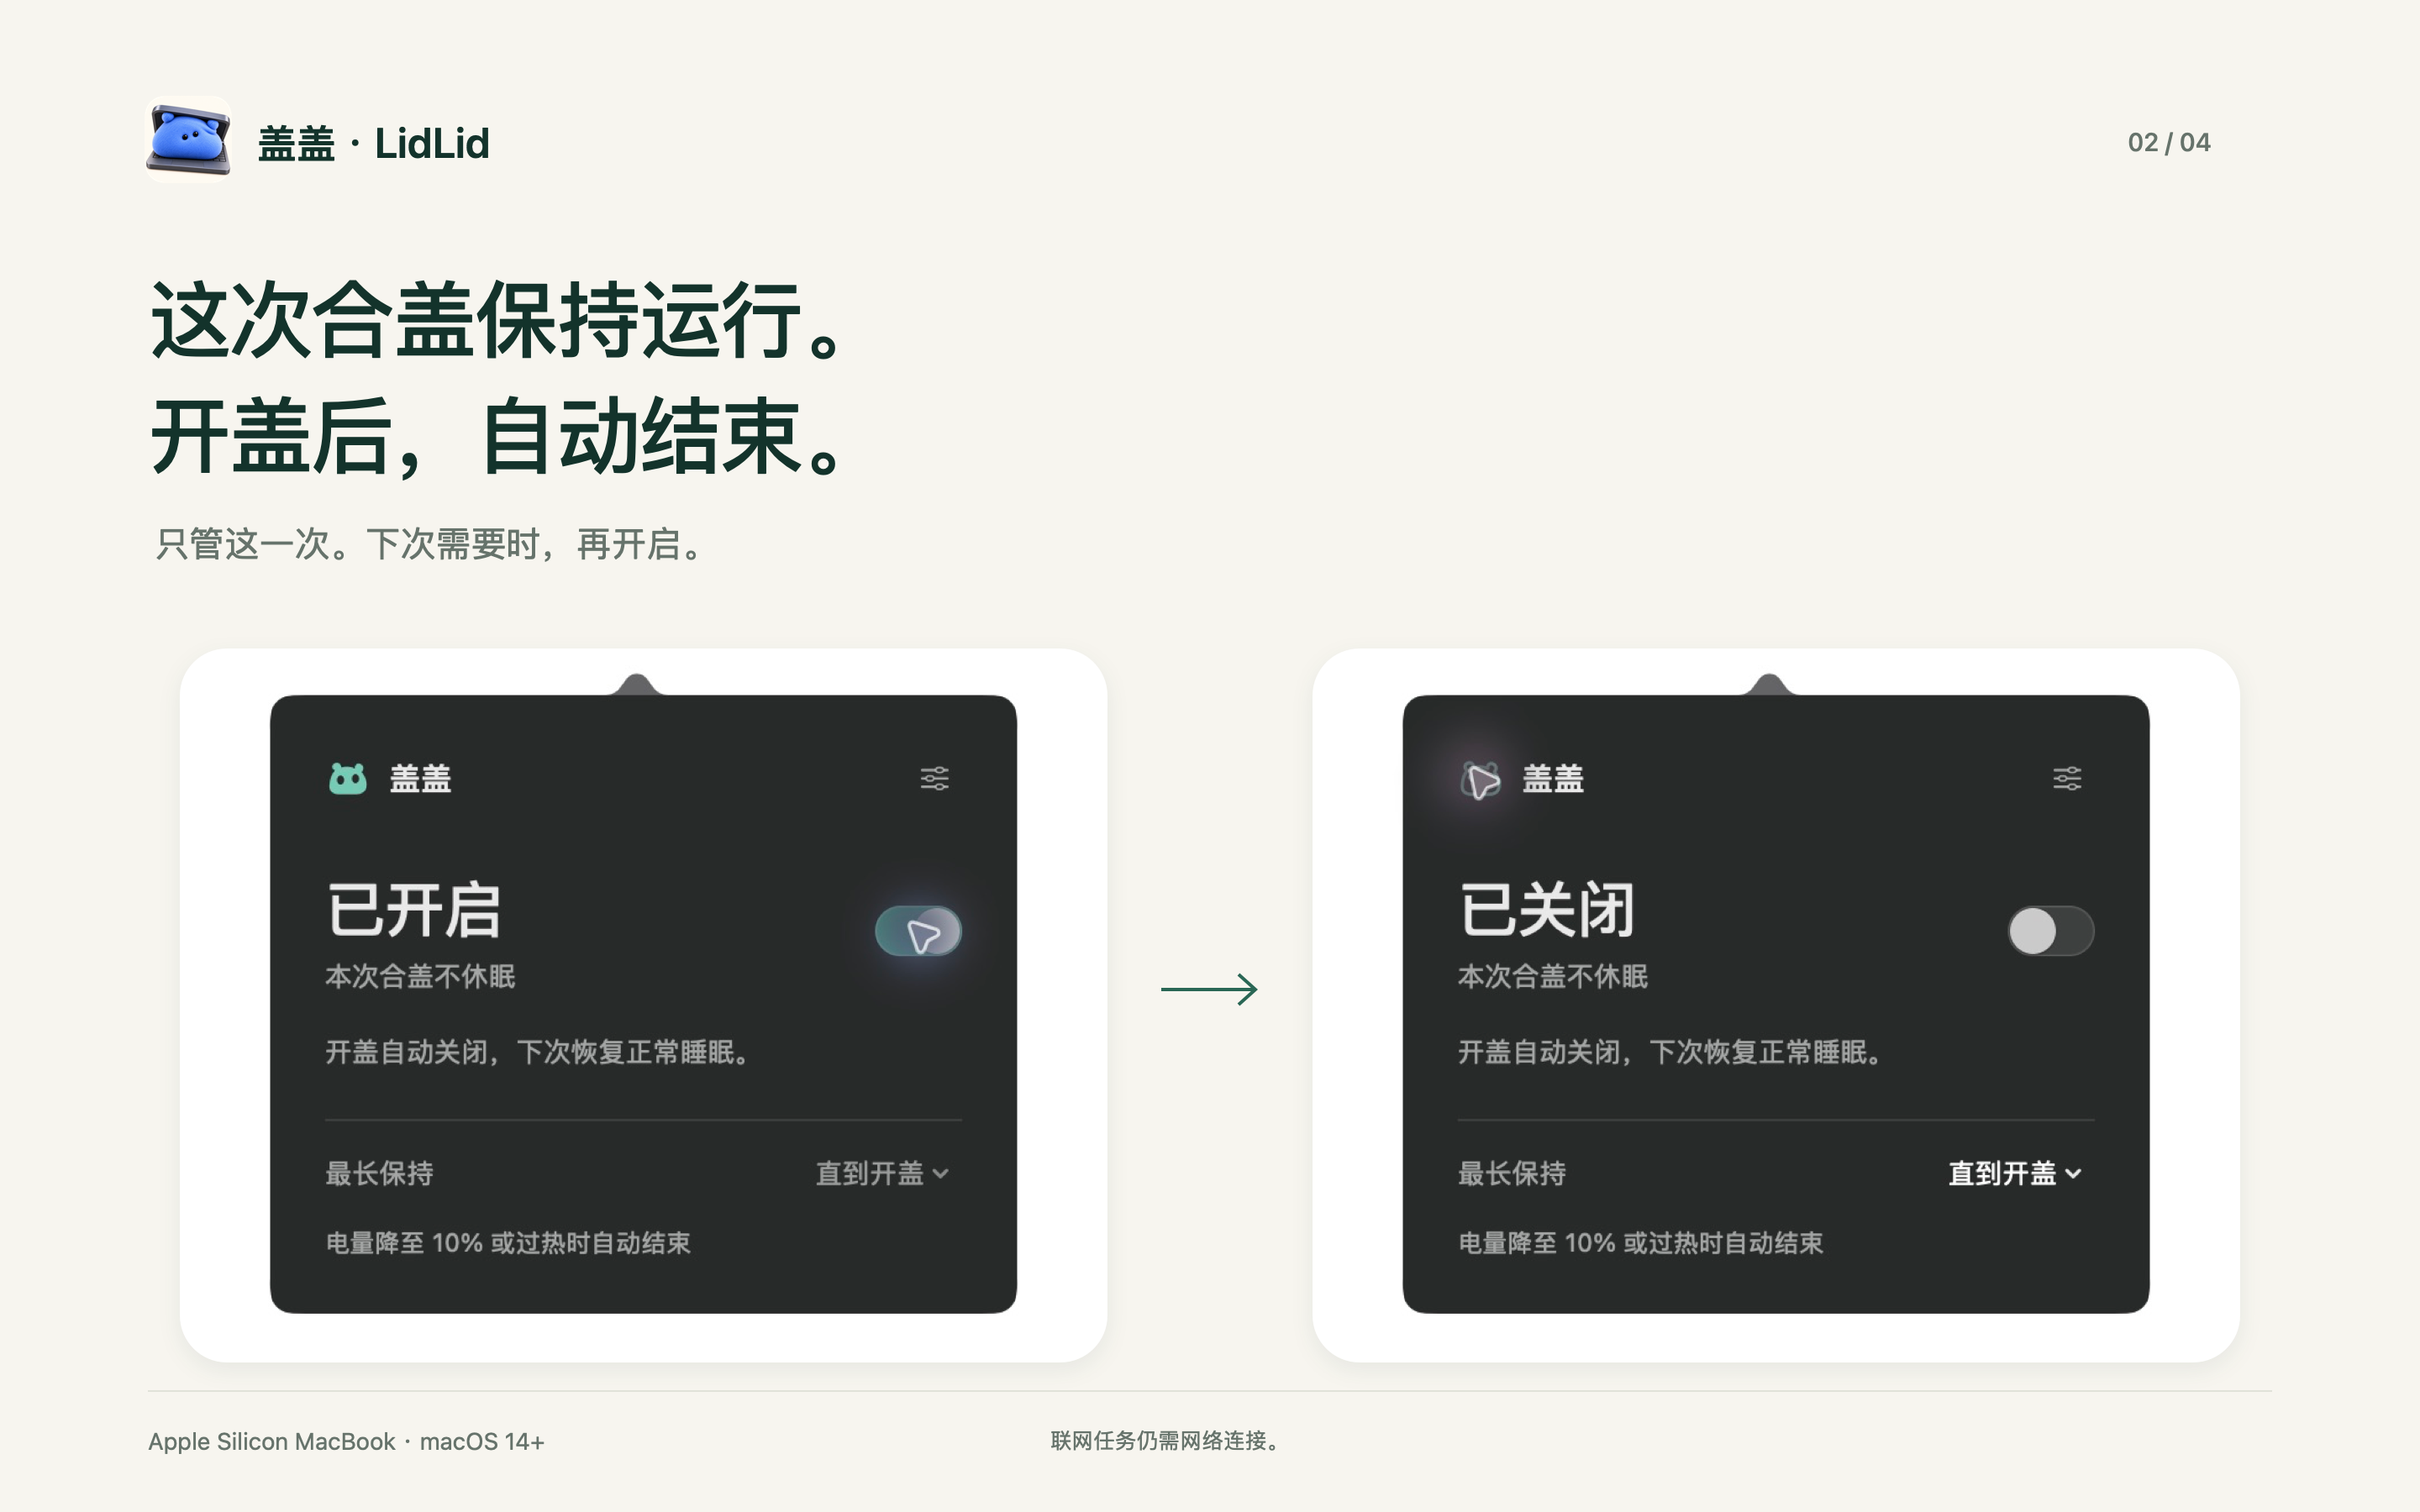 盖盖 · LidLid
02 / 04
这次合盖保持运行。
开盖后，自动结束。
只管这一次。下次需要时，再开启。
盖盖
已开启
本次合盖不休眠
开盖自动关闭，下次恢复正常睡眠。
最长保持
直到开盖
电量降至 10% 或过热时自动结束
盖盖
已关闭
本次合盖不休眠
开盖自动关闭，下次恢复正常睡眠。
最长保持
直到开盖
电量降至 10% 或过热时自动结束
Apple Silicon MacBook · macOS 14+
联网任务仍需网络连接。